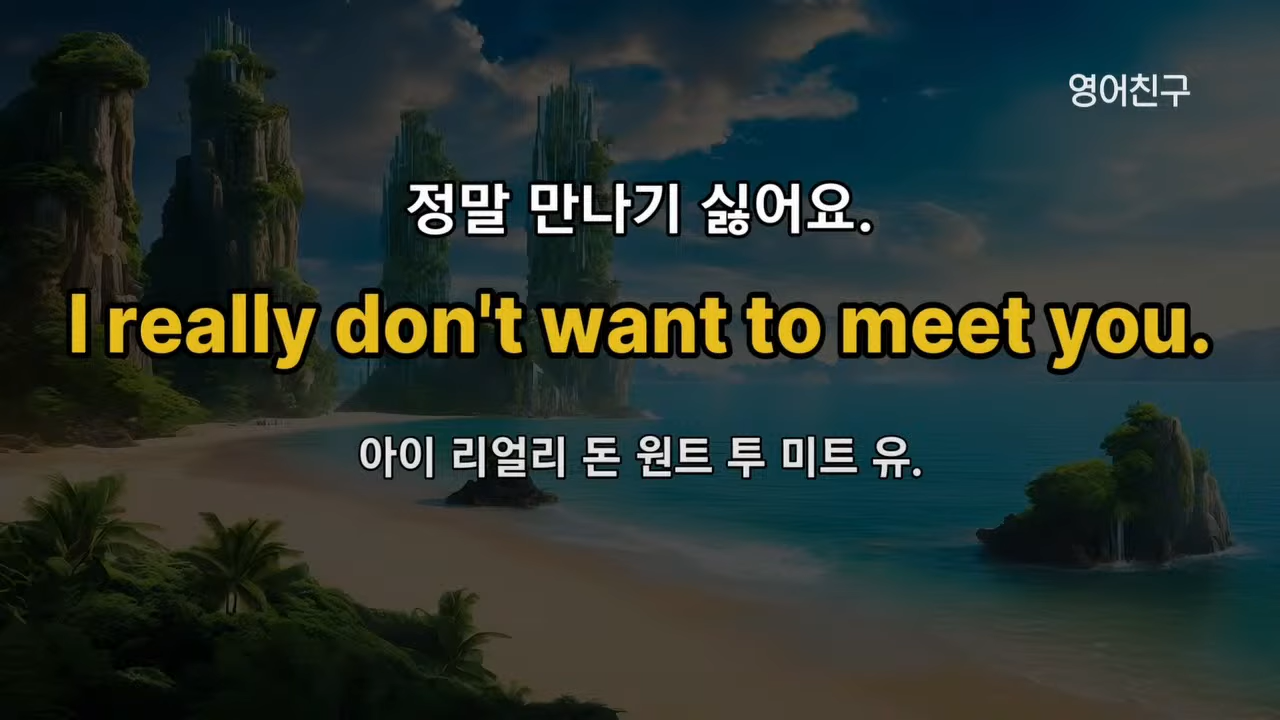 영어친구
정말 만나기 싫어요.
I really don't want to meet you.
아이 리얼리 돈 원트 투 미트 유.